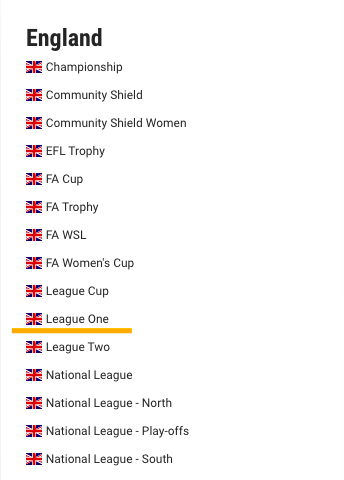 England
Championship
Community Shield
Community Shield Women
EFL Trophy
FA Cup
FA Trophy
FA WSL
FA Women's Cup
League Cup
League One
League Two
National League
National League - North
National League - Play-offs
National League - South